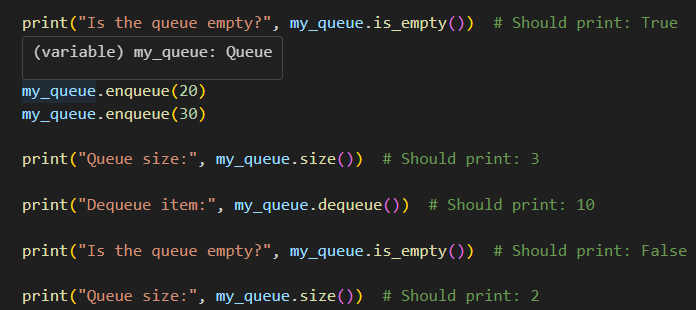 print("Is the queue empty?", my_queue.is_empty())  # Should print: True
(variable) my_queue: Queue
my_queue.enqueue(20)
my_queue.enqueue(30)
print("Queue size:", my_queue.size())  # Should print: 3
print("Dequeue item:", my_queue.dequeue())  # Should print: 10
print("Is the queue empty?", my_queue.is_empty())  # Should print: False
print("Queue size:", my_queue.size())  # Should print: 2